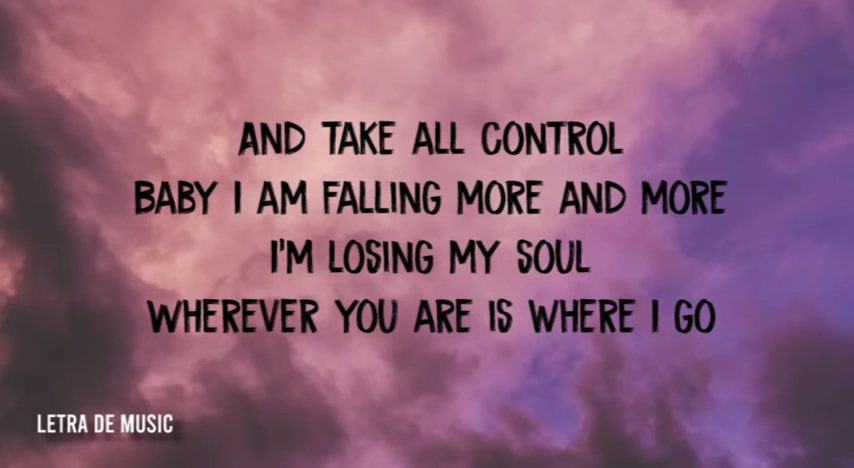 AND TAKE ALL CONTROL
BABY I AM FALLING MORE AND MORE
I'M LOSING MY SOUL
WHEREVER YOU ARE IS WHERE I GO
LETRA DE MUSIC